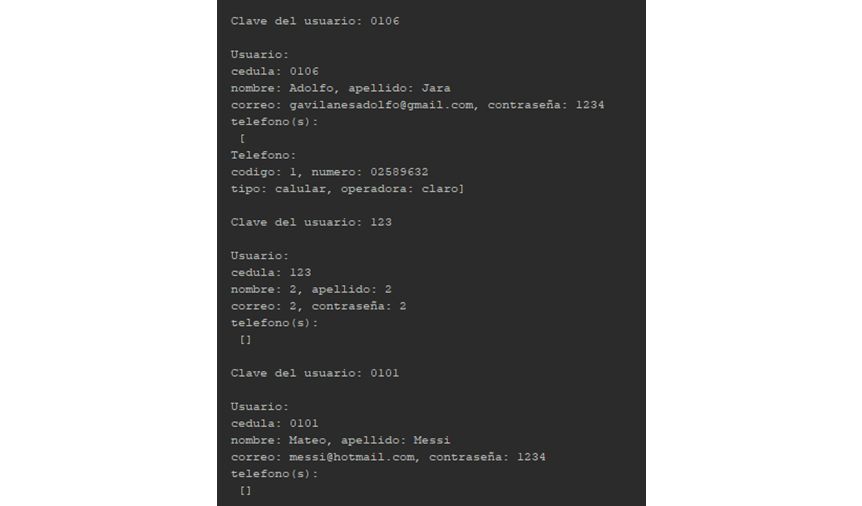 Clave del usuario: 0106
Usuario:
cedula: 0106
nombre: Adolfo, apellido: Jara
correo: gavilanesadolfo@gmail.com, contraseña: 1234
telefono(s):
[
Telefono:
codigo: 1, numero: 02589632
tipo: calular, operadora: claro]
Clave del usuario: 123
Usuario:
cedula: 123
nombre: 2, apellido: 2
correo: 2, contraseña: 2
telefono(s):
[]
Clave del usuario: 0101
Usuario:
cedula: 0101
nombre: Mateo, apellido: Messi
correo: messi@hotmail.com, contraseña: 1234
telefono(s):
[]